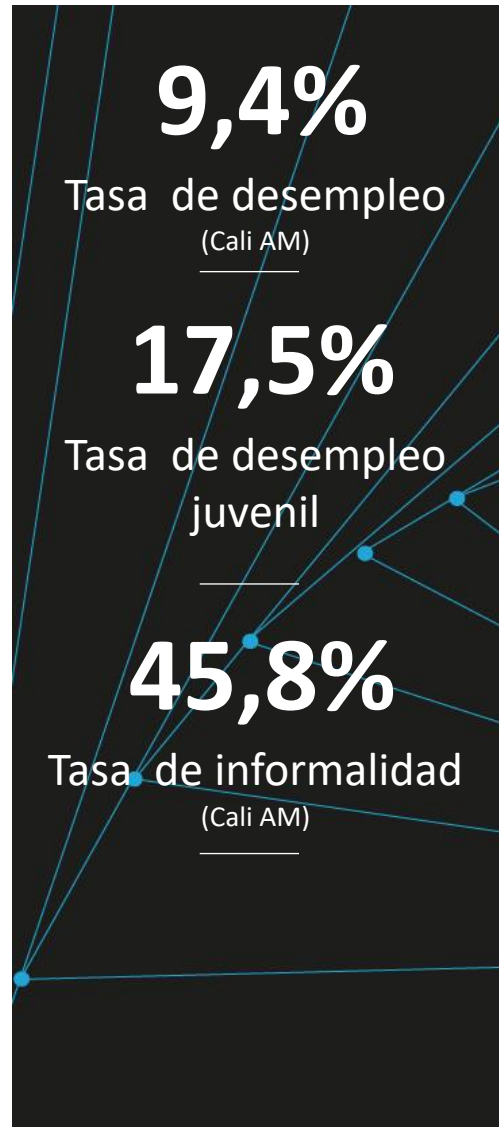 9,4%
Tasa de desempleo
(Cali AM)
17,5%
Tasa de desempleo
juvenil
45,8%
Tasa de informalidad
(Cali AM)